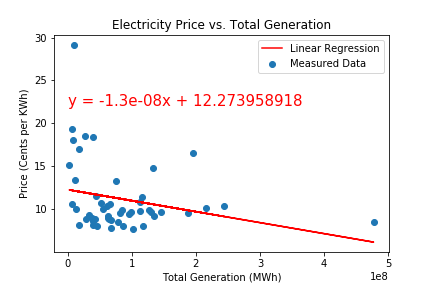 Electricity Price vs. Total Generation
30
25
20
15
10
Price (Cents per KWh)
Linear Regression
Measured Data
y = -1.3e-08x + 12.273958918
0 1 2 3 4 5
1e8
Total Generation (MWh)